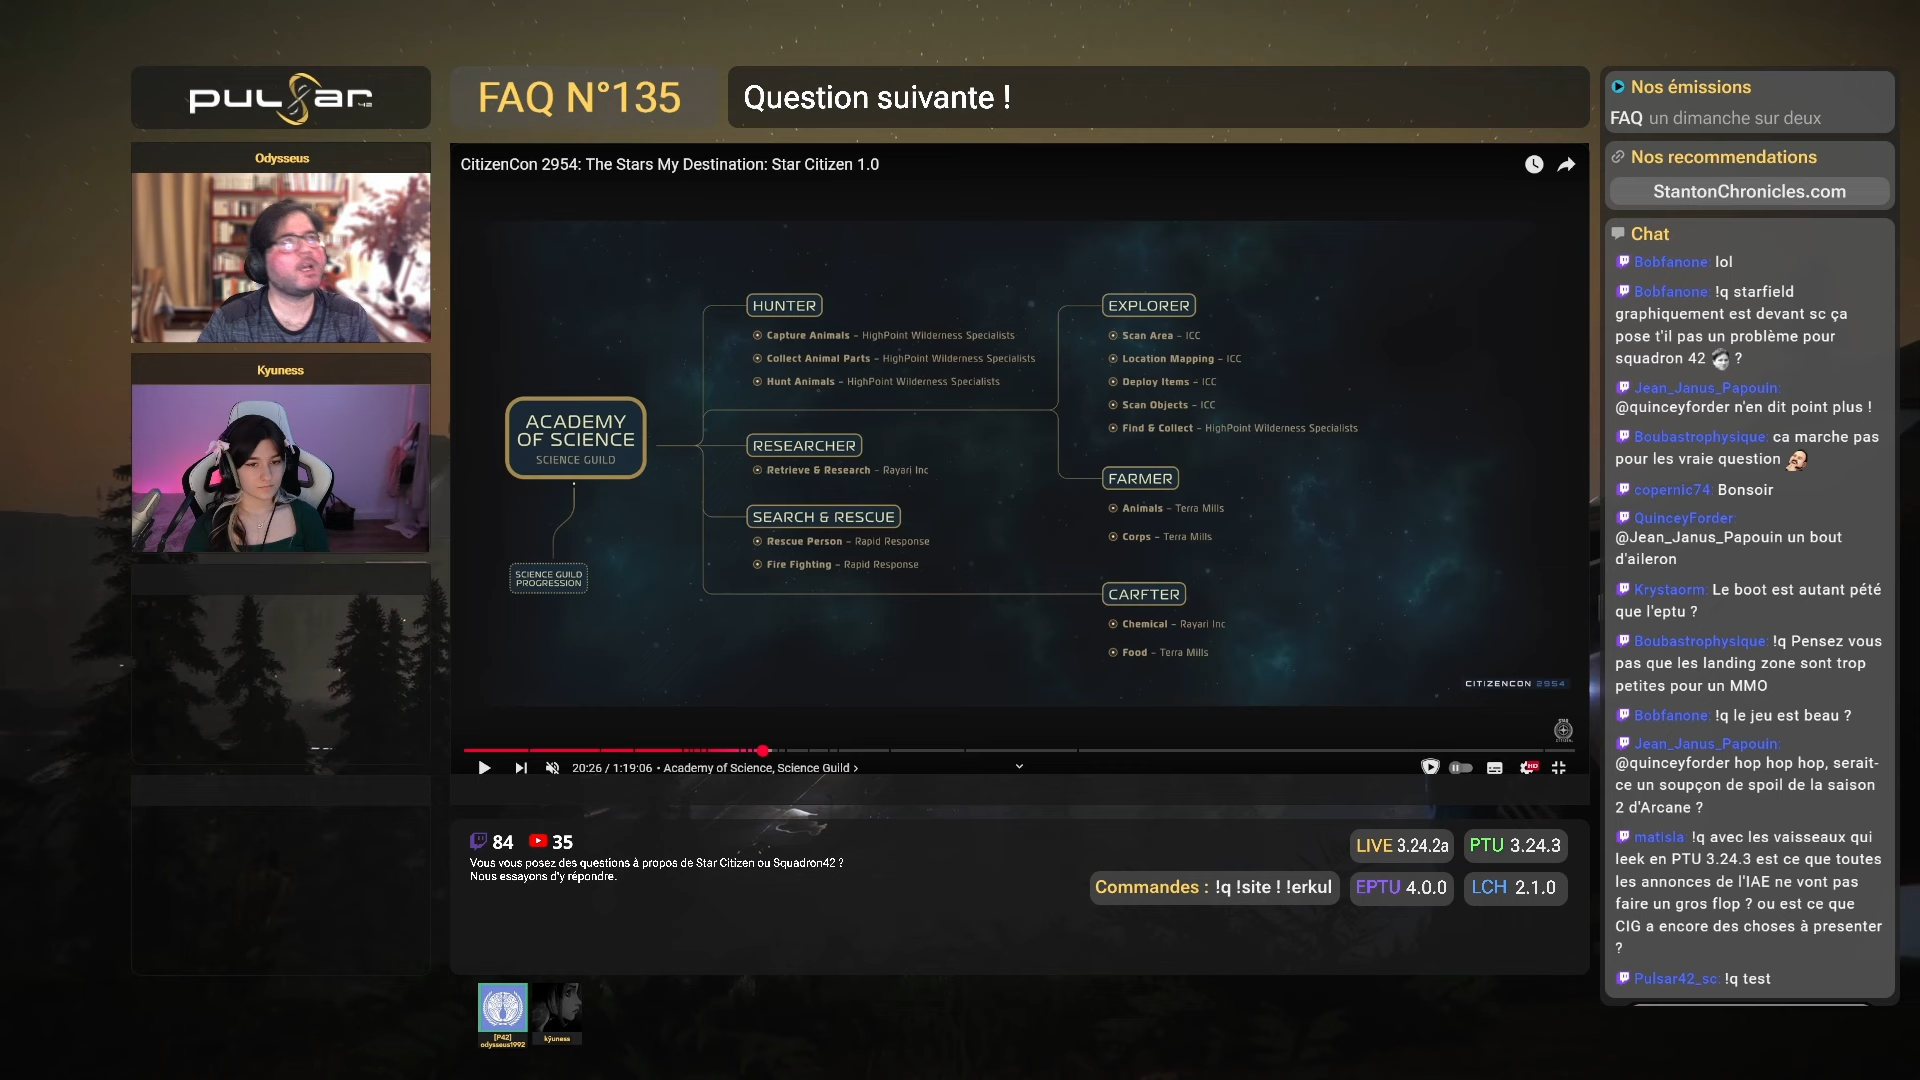 pulsar
42
FAQ N°135
Question suivante !
Odysseus
Kyuness
CitizenCon 2954: The Stars My Destination: Star Citizen 1.0
ACADEMY
OF SCIENCE
SCIENCE GUILD
SCIENCE GUILD
PROGRESSION
HUNTER
Capture Animals – HighPoint Wilderness Specialists
Collect Animal Parts – HighPoint Wilderness Specialists
Hunt Animals – HighPoint Wilderness Specialists
RESEARCHER
Retrieve & Research – Rayari Inc
SEARCH & RESCUE
Rescue Person – Rapid Response
Fire Fighting – Rapid Response
EXPLORER
Scan Area – ICC
Location Mapping – ICC
Deploy Items – ICC
Scan Objects – ICC
Find & Collect – HighPoint Wilderness Specialists
FARMER
Animals – Terra Mills
Corps – Terra Mills
CARFTER
Chemical – Rayari Inc
Food – Terra Mills
CITIZENCON 2954
20:26 / 1:19:06 • Academy of Science, Science Guild ›
HD
84 35
Vous vous posez des questions à propos de Star Citizen ou Squadron42 ?
Nous essayons d'y répondre.
LIVE 3.24.2a
PTU 3.24.3
Commandes : !q !site ! !erkul
EPTU 4.0.0
LCH 2.1.0
[P42]
odysseus1992
kÿuness
Nos émissions
FAQ un dimanche sur deux
Nos recommendations
StantonChronicles.com
Chat
Bobfanone: lol
Bobfanone: !q starfield
graphiquement est devant sc ça
pose t'il pas un problème pour
squadron 42 ?
Jean_Janus_Papouin:
@quinceyforder n'en dit point plus !
Boubastrophysique: ca marche pas
pour les vraie question
copernic74: Bonsoir
QuinceyForder:
@Jean_Janus_Papouin un bout
d'aileron
Krystaorm: Le boot est autant pété
que l'eptu ?
Boubastrophysique: !q Pensez vous
pas que les landing zone sont trop
petites pour un MMO
Bobfanone: !q le jeu est beau ?
Jean_Janus_Papouin:
@quinceyforder hop hop hop, serait-
ce un soupçon de spoil de la saison
2 d'Arcane ?
matisla: !q avec les vaisseaux qui
leek en PTU 3.24.3 est ce que toutes
les annonces de l'IAE ne vont pas
faire un gros flop ? ou est ce que
CIG a encore des choses à presenter
?
Pulsar42_sc: !q test